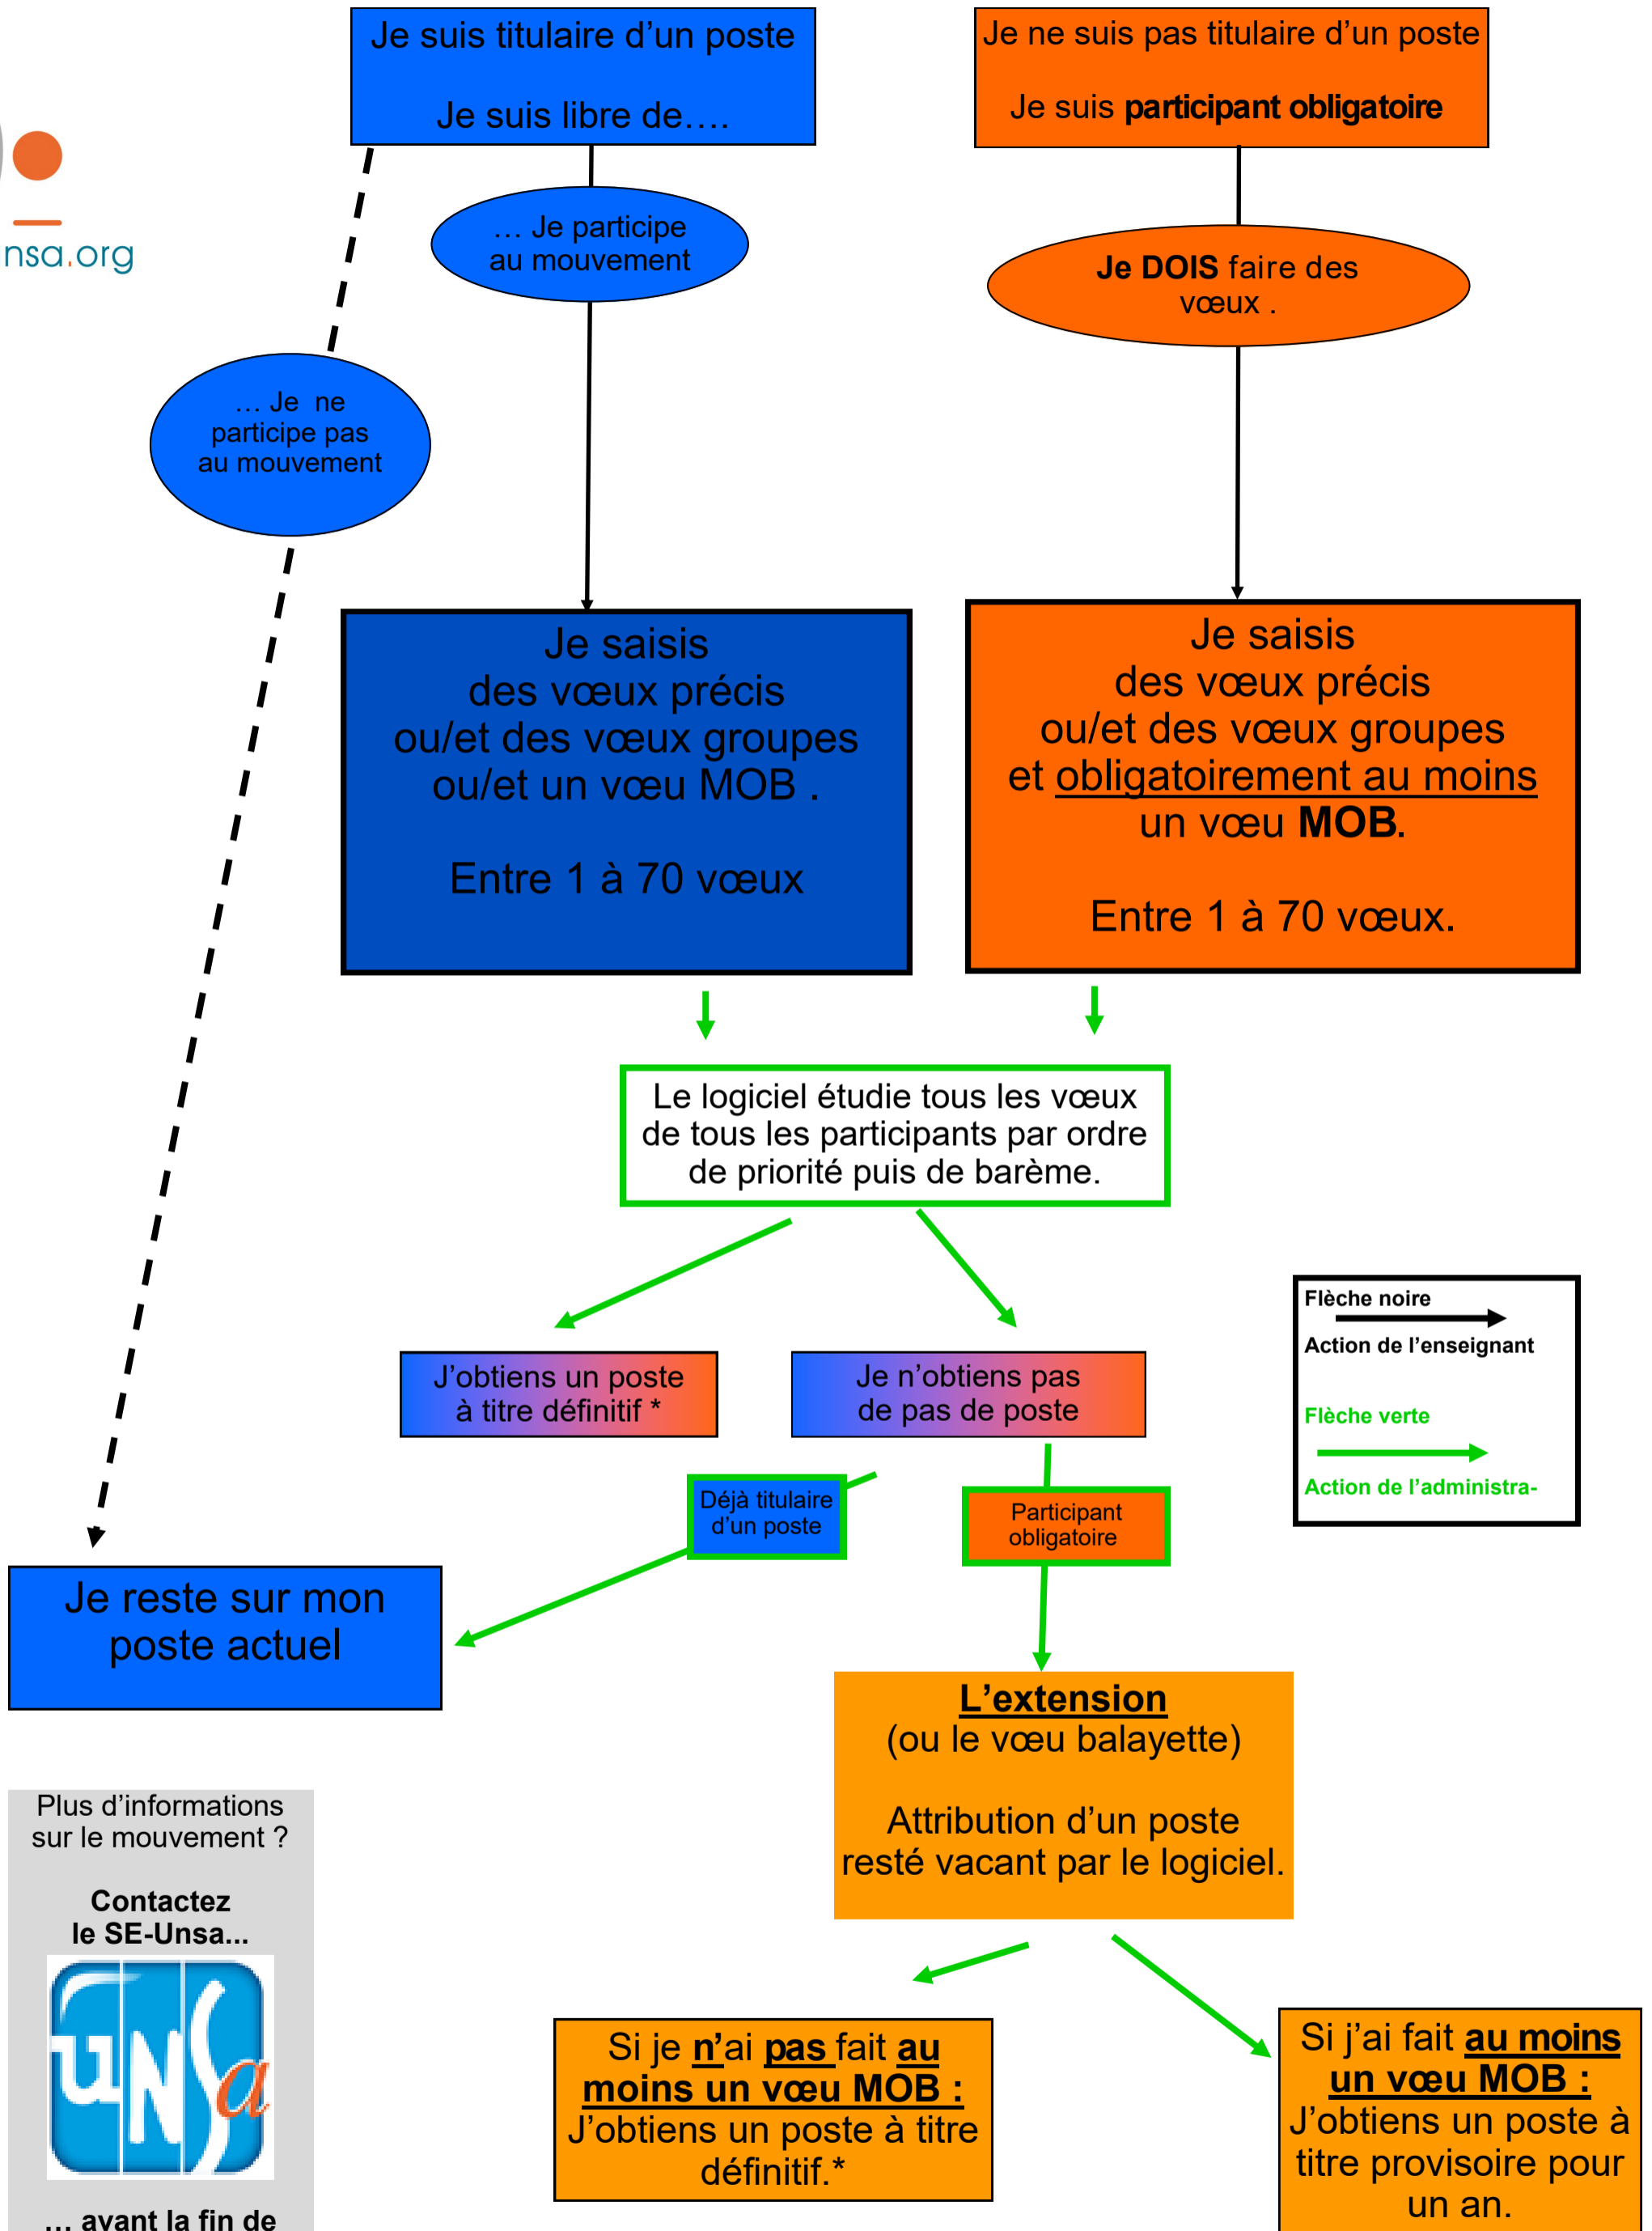 Je suis titulaire d'un poste
Je suis libre de….
Je ne suis pas titulaire d'un poste
Je suis participant obligatoire
nsa.org
… Je participe
au mouvement
Je DOIS faire des
vœux .
… Je ne
participe pas
au mouvement
Je saisis
des vœux précis
ou/et des vœux groupes
ou/et un vœu MOB .
Entre 1 à 70 vœux
Je saisis
des vœux précis
ou/et des vœux groupes
et obligatoirement au moins
un vœu MOB.
Entre 1 à 70 vœux.
Le logiciel étudie tous les vœux
de tous les participants par ordre
de priorité puis de barème.
Flèche noire
Action de l'enseignant
Flèche verte
Action de l'administra-
J'obtiens un poste
à titre définitif *
Je n'obtiens pas
de pas de poste
Déjà titulaire
d'un poste
Participant
obligatoire
Je reste sur mon
poste actuel
L'extension
(ou le vœu balayette)
Attribution d'un poste
resté vacant par le logiciel.
Plus d'informations
sur le mouvement ?
Contactez
le SE-Unsa...
UNSa
… avant la fin de
Si je n'ai pas fait au
moins un vœu MOB :
J'obtiens un poste à titre
définitif.*
Si j'ai fait au moins
un vœu MOB :
J'obtiens un poste à
titre provisoire pour
un an.